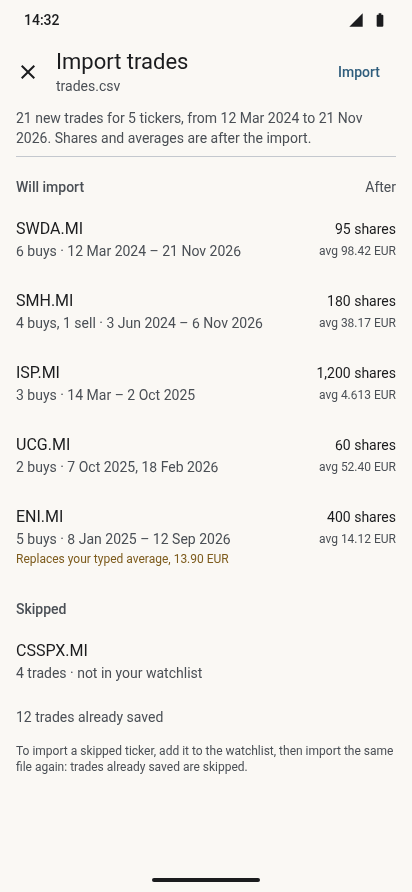 14:32
Import trades
trades.csv
Import
21 new trades for 5 tickers, from 12 Mar 2024 to 21 Nov
2026. Shares and averages are after the import.
Will import
After
SWDA.MI
95 shares
6 buys · 12 Mar 2024 – 21 Nov 2026
avg 98.42 EUR
SMH.MI
180 shares
4 buys, 1 sell · 3 Jun 2024 – 6 Nov 2026
avg 38.17 EUR
ISP.MI
1,200 shares
3 buys · 14 Mar – 2 Oct 2025
avg 4.613 EUR
UCG.MI
60 shares
2 buys · 7 Oct 2025, 18 Feb 2026
avg 52.40 EUR
ENI.MI
400 shares
5 buys · 8 Jan 2025 – 12 Sep 2026
avg 14.12 EUR
Replaces your typed average, 13.90 EUR
Skipped
CSSPX.MI
4 trades · not in your watchlist
12 trades already saved
To import a skipped ticker, add it to the watchlist, then import the same
file again: trades already saved are skipped.